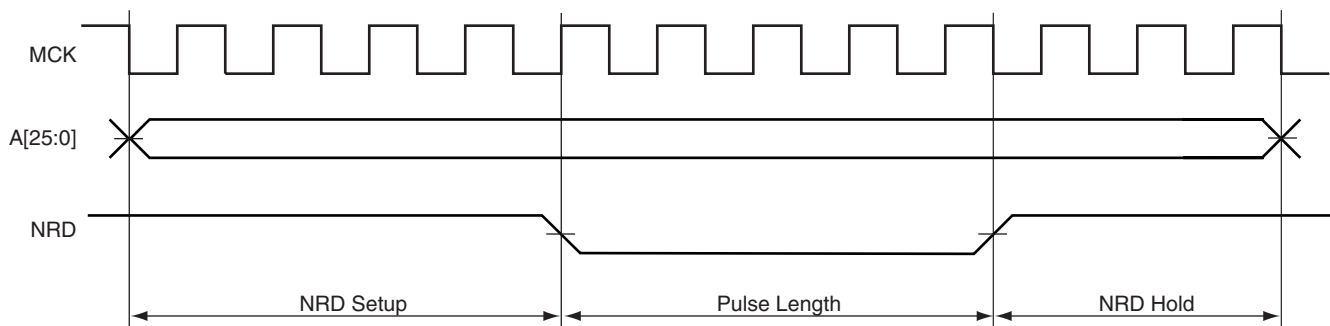 MCK
A[25:0]
NRD
NRD Setup
Pulse Length
NRD Hold